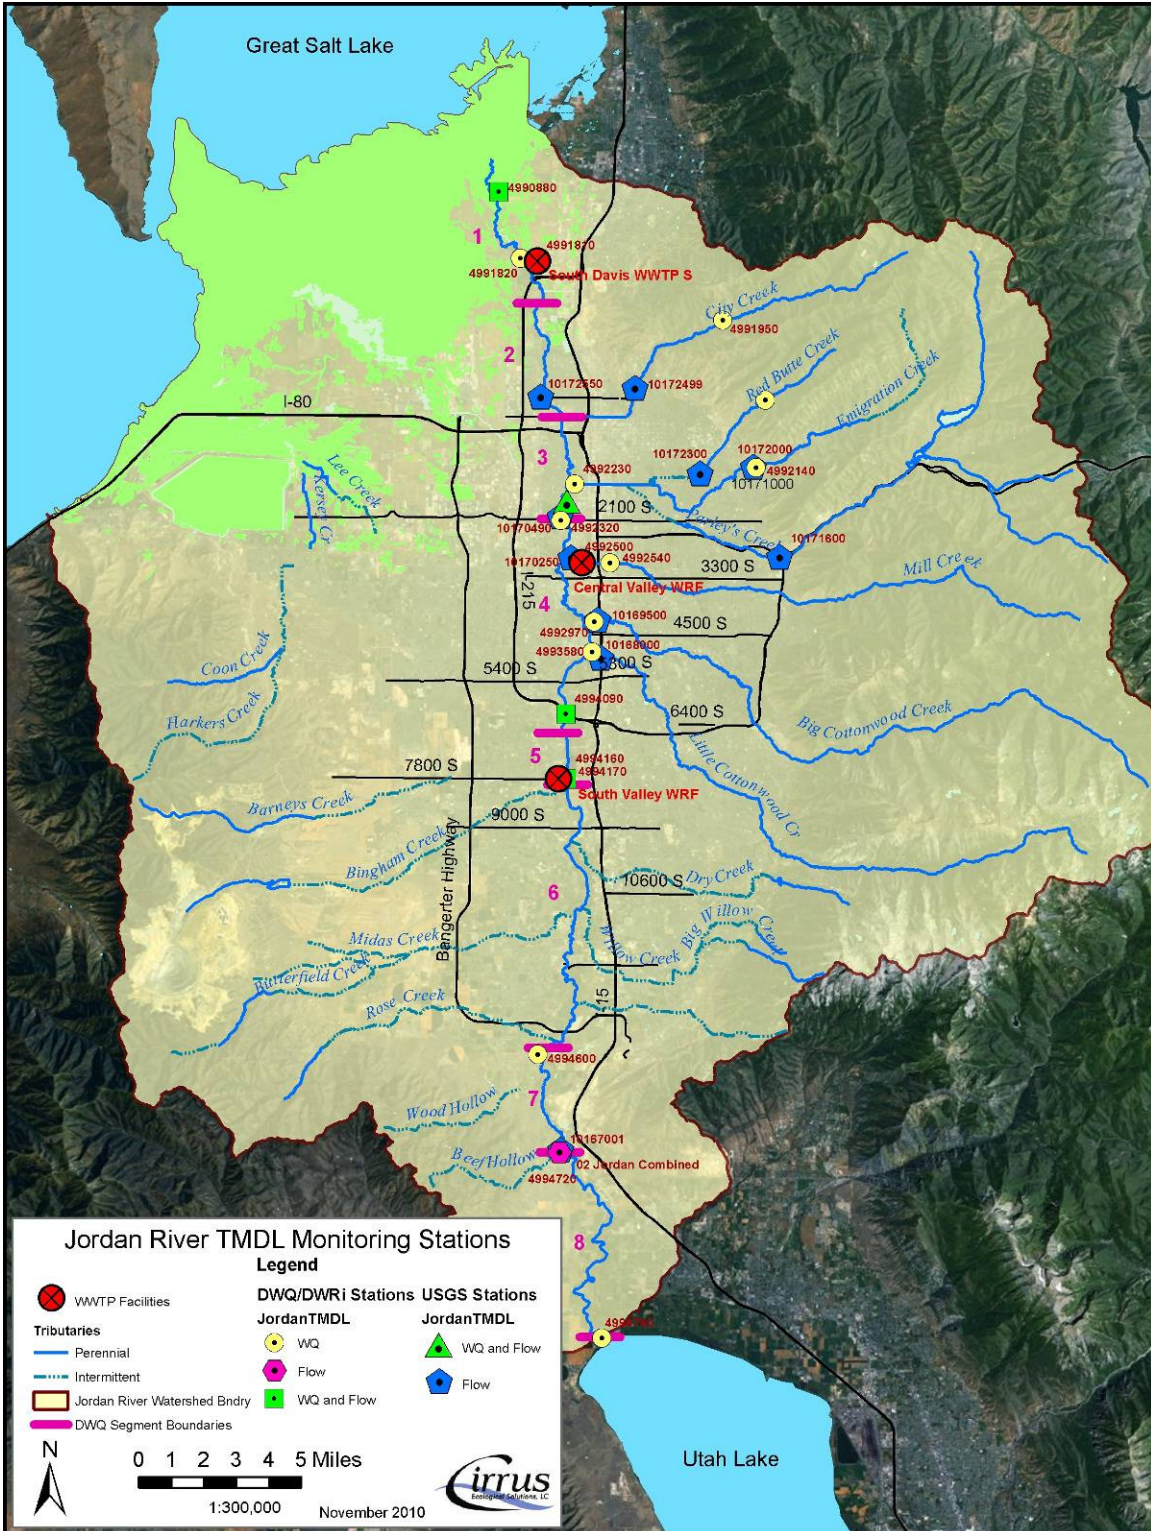 Great Salt Lake
4990880
1
4991810
4991820
South Davis WWTP S
City Creek
4991950
2
Red Butte Creek
10172550
10172499
Emigration Creek
I-80
3
4992230
10172300
10172000
4992140
10171000
Lee Creek
Kersey Cr
2100 S
Parley's Creek
10170490
4992320
10171600
4992500
10170250
4992540
3300 S
Mill Creek
Central Valley WRF
I-215
4
10169500
4992970
4500 S
10168000
4993580
5300 S
Coon Creek
5400 S
4994090
Harkers Creek
6400 S
Big Cottonwood Creek
5
Little Cottonwood Cr
4994160
7800 S
4994170
South Valley WRF
Barneys Creek
9000 S
Bingham Creek
Bangerter Highway
Dry Creek
10600 S
6
Big Willow Creek
Midas Creek
Willow Creek
Butterfield Creek
Rose Creek
I-15
4994600
7
Wood Hollow
10167001
Beef Hollow
02 Jordan Combined
4994720
8
Jordan River TMDL Monitoring Stations
Legend
WWTP Facilities
Tributaries
Perennial
Intermittent
Jordan River Watershed Bndry
DWQ Segment Boundaries
DWQ/DWRi Stations
JordanTMDL
WQ
Flow
WQ and Flow
USGS Stations
JordanTMDL
WQ and Flow
Flow
N
0 1 2 3 4 5 Miles
1:300,000
November 2010
Cirrus
Ecological Solutions, LC
Utah Lake